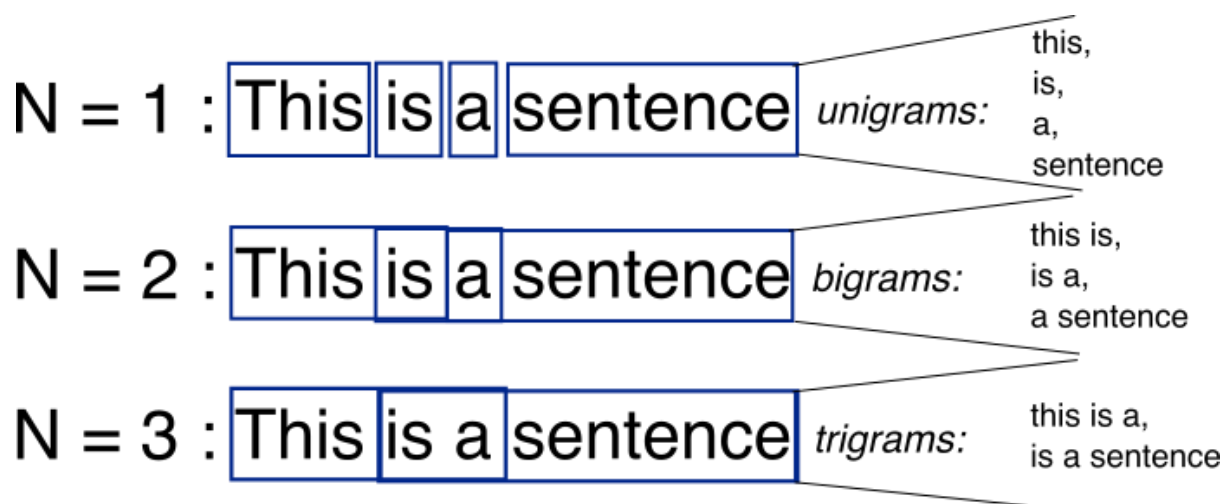 N = 1 : This is a sentence unigrams:
this,
is,
a,
sentence
N = 2 : This is a sentence bigrams:
this is,
is a,
a sentence
N = 3 : This is a sentence trigrams:
this is a,
is a sentence